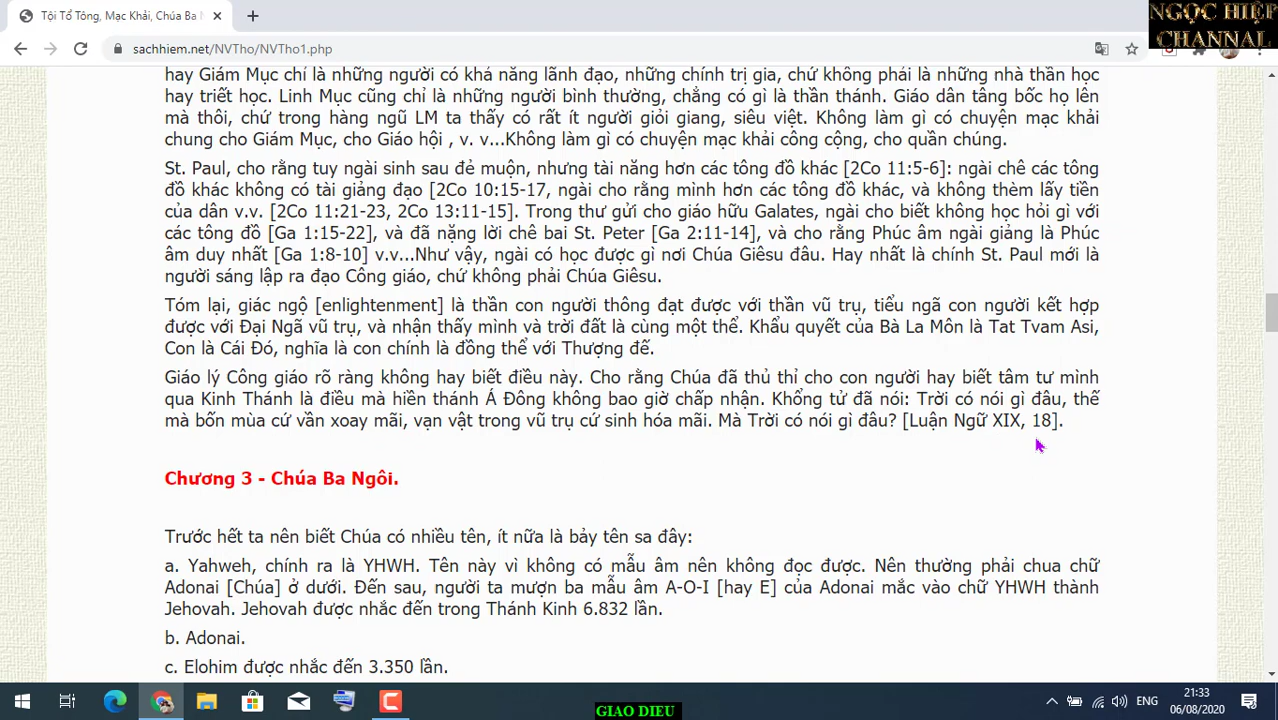 Tội Tổ Tông, Mạc Khải, Chúa Ba N
NGỌC HIỆP
CHANNAL
sachhiem.net/NVTho/NVTho1.php
hay Giám Mục chỉ là những người có khả năng lãnh đạo, những chính trị gia, chứ không phải là những nhà thần học
hay triết học. Linh Mục cũng chỉ là những người bình thường, chẳng có gì là thần thánh. Giáo dân tâng bốc họ lên
mà thôi, chứ trong hàng ngũ LM ta thấy có rất ít người giỏi giang, siêu việt. Không làm gì có chuyện mạc khải
chung cho Giám Mục, cho Giáo hội , v. v...Không làm gì có chuyện mạc khải công cộng, cho quần chúng.
St. Paul, cho rằng tuy ngài sinh sau đẻ muộn, nhưng tài năng hơn các tông đồ khác [2Co 11:5-6]: ngài chê các tông
đồ khác không có tài giảng đạo [2Co 10:15-17, ngài cho rằng mình hơn các tông đồ khác, và không thèm lấy tiền
của dân v.v. [2Co 11:21-23, 2Co 13:11-15]. Trong thư gửi cho giáo hữu Galates, ngài cho biết không học hỏi gì với
các tông đồ [Ga 1:15-22], và đã nặng lời chê bai St. Peter [Ga 2:11-14], và cho rằng Phúc âm ngài giảng là Phúc
âm duy nhất [Ga 1:8-10] v.v...Như vậy, ngài có học được gì nơi Chúa Giêsu đâu. Hay nhất là chính St. Paul mới là
người sáng lập ra đạo Công giáo, chứ không phải Chúa Giêsu.
Tóm lại, giác ngộ [enlightenment] là thần con người thông đạt được với thần vũ trụ, tiểu ngã con người kết hợp
được với Đại Ngã vũ trụ, và nhận thấy mình và trời đất là cùng một thể. Khẩu quyết của Bà La Môn là Tat Tvam Asi,
Con là Cái Đó, nghĩa là con chính là đồng thể với Thượng đế.
Giáo lý Công giáo rõ ràng không hay biết điều này. Cho rằng Chúa đã thủ thỉ cho con người hay biết tâm tư mình
qua Kinh Thánh là điều mà hiền thánh Á Đông không bao giờ chấp nhận. Khổng tử đã nói: Trời có nói gì đâu, thế
mà bốn mùa cứ vần xoay mãi, vạn vật trong vũ trụ cứ sinh hóa mãi. Mà Trời có nói gì đâu? [Luận Ngữ XIX, 18].
Chương 3 - Chúa Ba Ngôi.
Trước hết ta nên biết Chúa có nhiều tên, ít nữa là bảy tên sa đây:
a. Yahweh, chính ra là YHWH. Tên này vì không có mẫu âm nên không đọc được. Nên thường phải chua chữ
Adonai [Chúa] ở dưới. Đến sau, người ta mượn ba mẫu âm A-O-I [hay E] của Adonai mắc vào chữ YHWH thành
Jehovah. Jehovah được nhắc đến trong Thánh Kinh 6.832 lần.
b. Adonai.
c. Elohim được nhắc đến 3.350 lần.
ENG
21:33
06/08/2020
GIAO DIEU